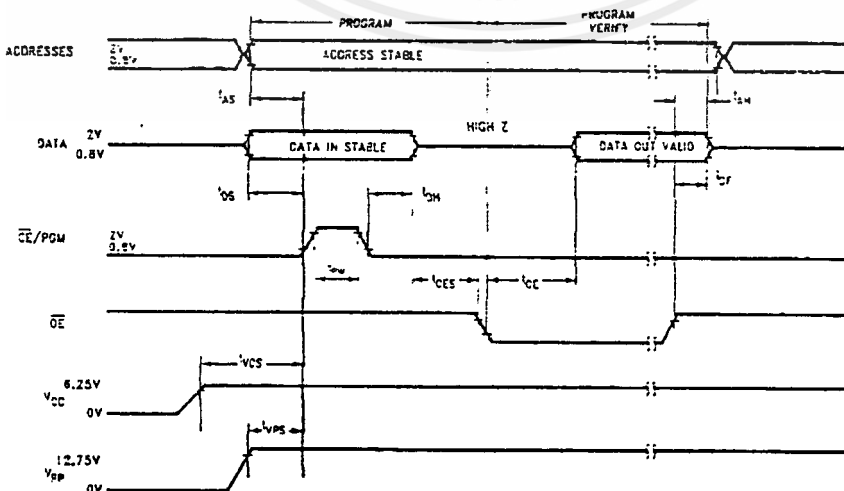 PROGRAM
PROGRAM VERIFY
ADDRESSES
2V
0.8V
ADDRESS STABLE
tAS
tAH
DATA
2V
0.8V
DATA IN STABLE
HIGH Z
DATA OUT VALID
tDS
tDH
tDF
CE/PGM
2V
0.8V
tPW
tCES
tCE
OE
tVCS
6.25V
VCC
0V
tVPS
12.75V
VPP
0V